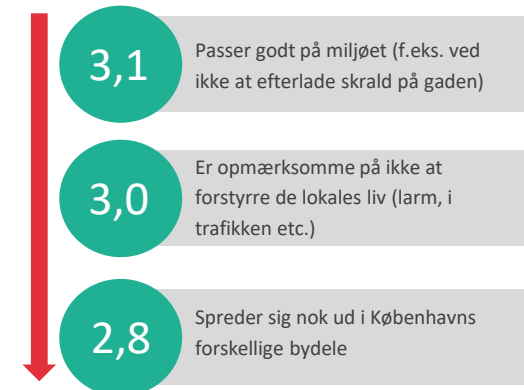 3,1
Passer godt på miljøet (f.eks. ved
ikke at efterlade skrald på gaden)
3,0
Er opmærksomme på ikke at
forstyrre de lokales liv (larm, i
trafikken etc.)
2,8
Spreder sig nok ud i Københavns
forskellige bydele